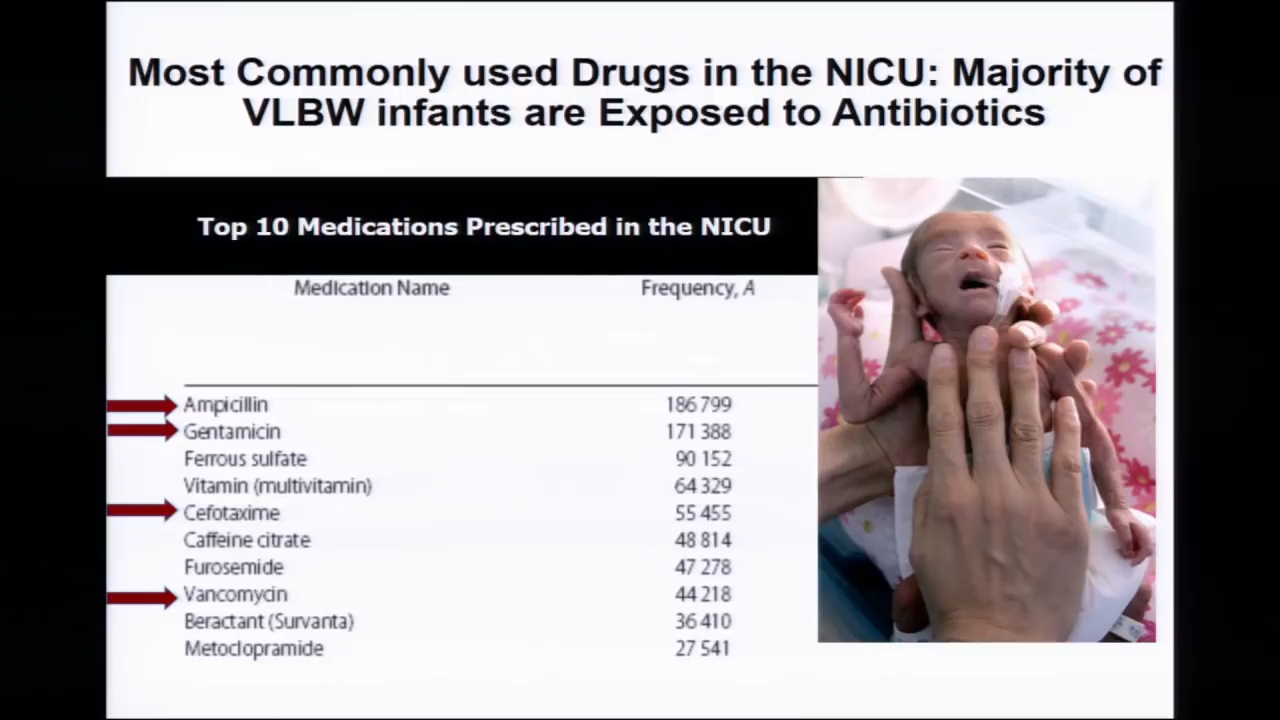 Most Commonly used Drugs in the NICU: Majority of
VLBW infants are Exposed to Antibiotics
Top 10 Medications Prescribed in the NICU
Medication Name Frequency, A
Ampicillin 186 799
Gentamicin 171 388
Ferrous sulfate 90 152
Vitamin (multivitamin) 64 329
Cefotaxime 55 455
Caffeine citrate 48 814
Furosemide 47 278
Vancomycin 44 218
Beractant (Survanta) 36 410
Metoclopramide 27 541